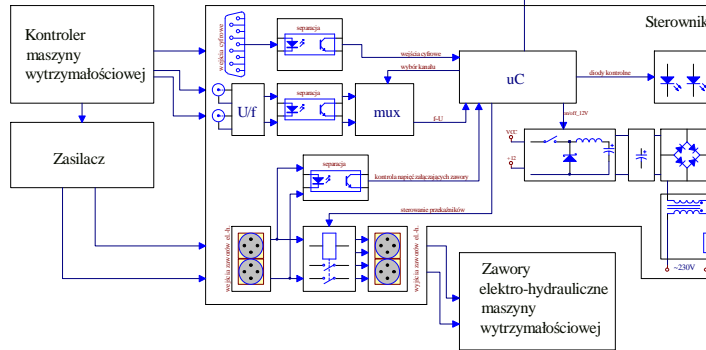 Kontroler
maszyny
wytrzymałościowej
Zasilacz
Sterownik
wejścia cyfrowe
separacja
wejścia cyfrowe
wybór kanału
uC
diody kontrolne
U/f
separacja
mux
f-U
on/off_12V
VCC
+12
separacja
kontrola napięć załączających zawory
sterowanie przekaźników
wejścia zaworów el.-h.
wyjścia zaworów el.-h.
~230V
Zawory
elektro-hydrauliczne
maszyny
wytrzymałościowej